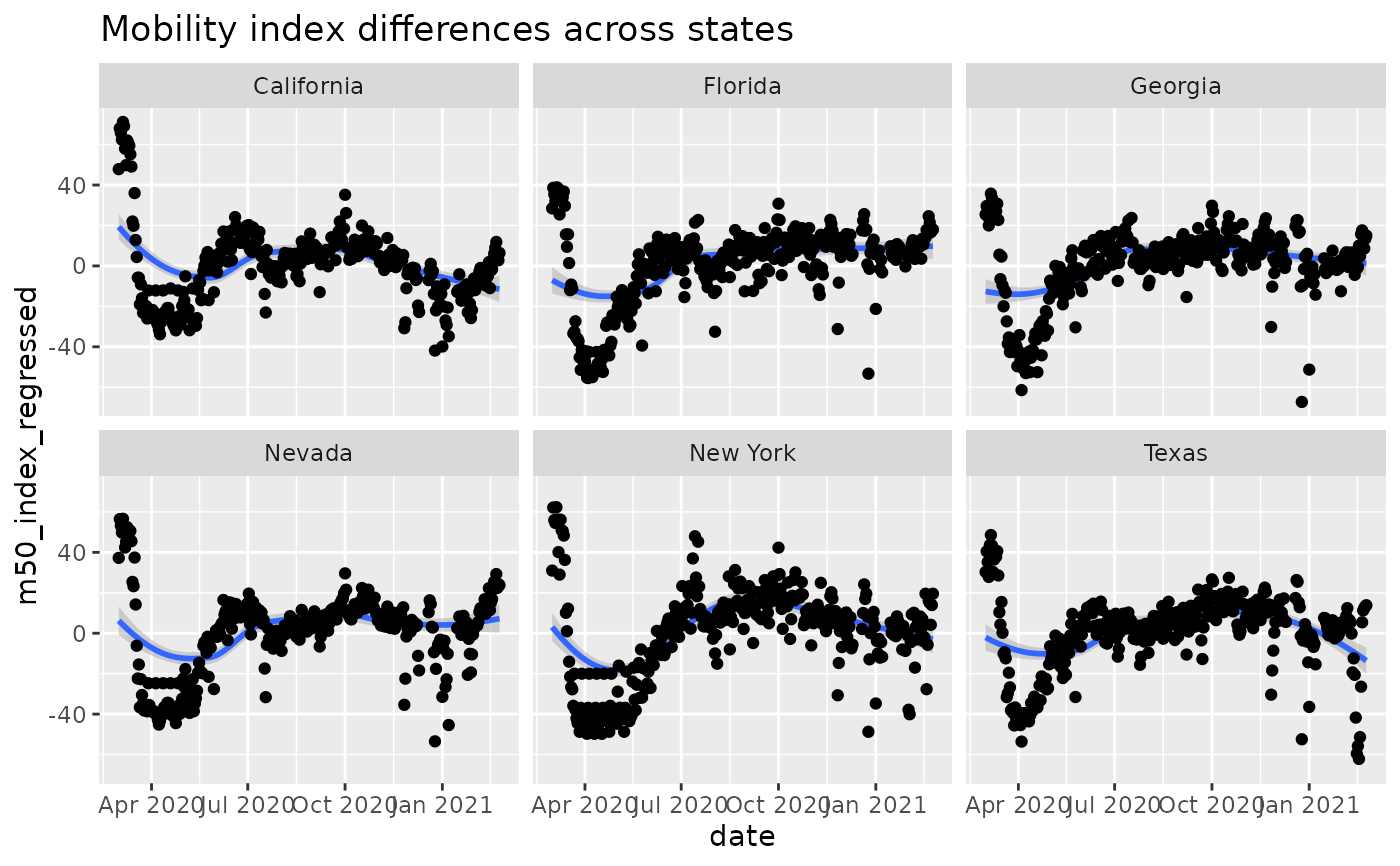 Mobility index differences across states
California Florida Georgia
40
0
-40
Nevada New York Texas
40
0
-40
m50_index_regressed
Apr 2020 Jul 2020 Oct 2020 Jan 2021 Apr 2020 Jul 2020 Oct 2020 Jan 2021 Apr 2020 Jul 2020 Oct 2020 Jan 2021
date